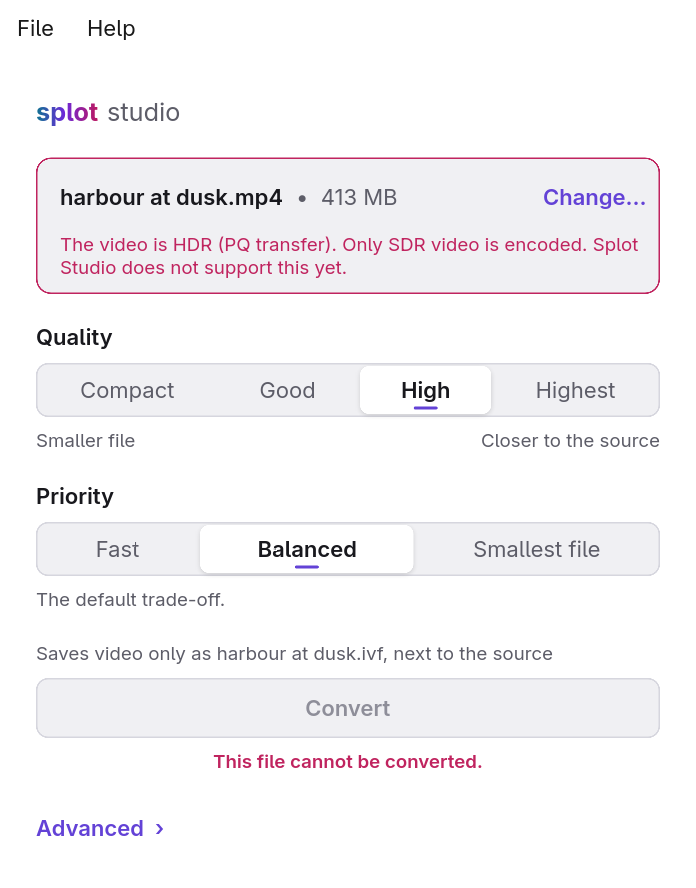 File Help
splot studio
harbour at dusk.mp4 • 413 MB Change...
The video is HDR (PQ transfer). Only SDR video is encoded. Splot
Studio does not support this yet.
Quality
Compact Good High Highest
Smaller file Closer to the source
Priority
Fast Balanced Smallest file
The default trade-off.
Saves video only as harbour at dusk.ivf, next to the source
Convert
This file cannot be converted.
Advanced ›